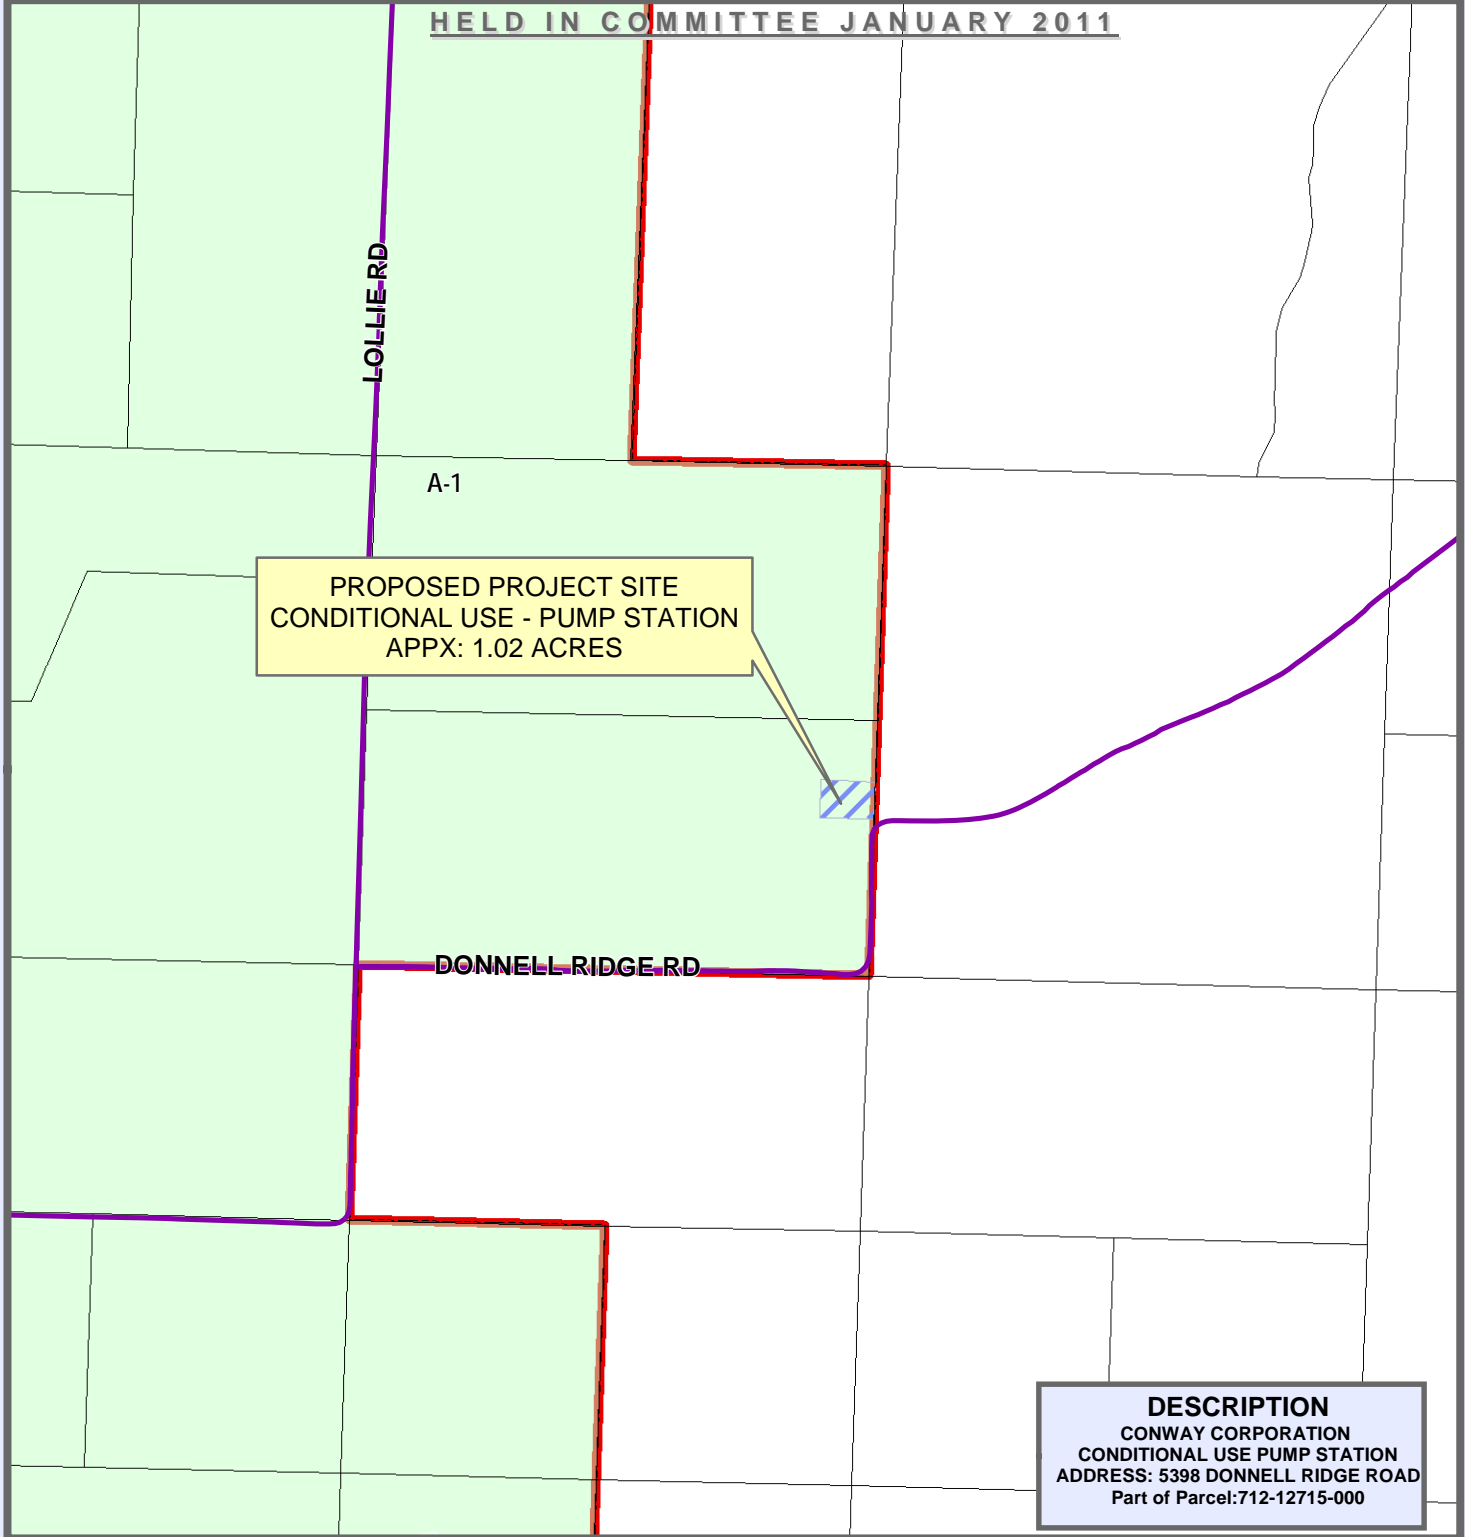 HELD IN COMMITTEE JANUARY 2011
LOLLIE RD
A-1
PROPOSED PROJECT SITE
CONDITIONAL USE - PUMP STATION
APPX: 1.02 ACRES
DONNELL RIDGE RD
DESCRIPTION
CONWAY CORPORATION
CONDITIONAL USE PUMP STATION
ADDRESS: 5398 DONNELL RIDGE ROAD
Part of Parcel:712-12715-000